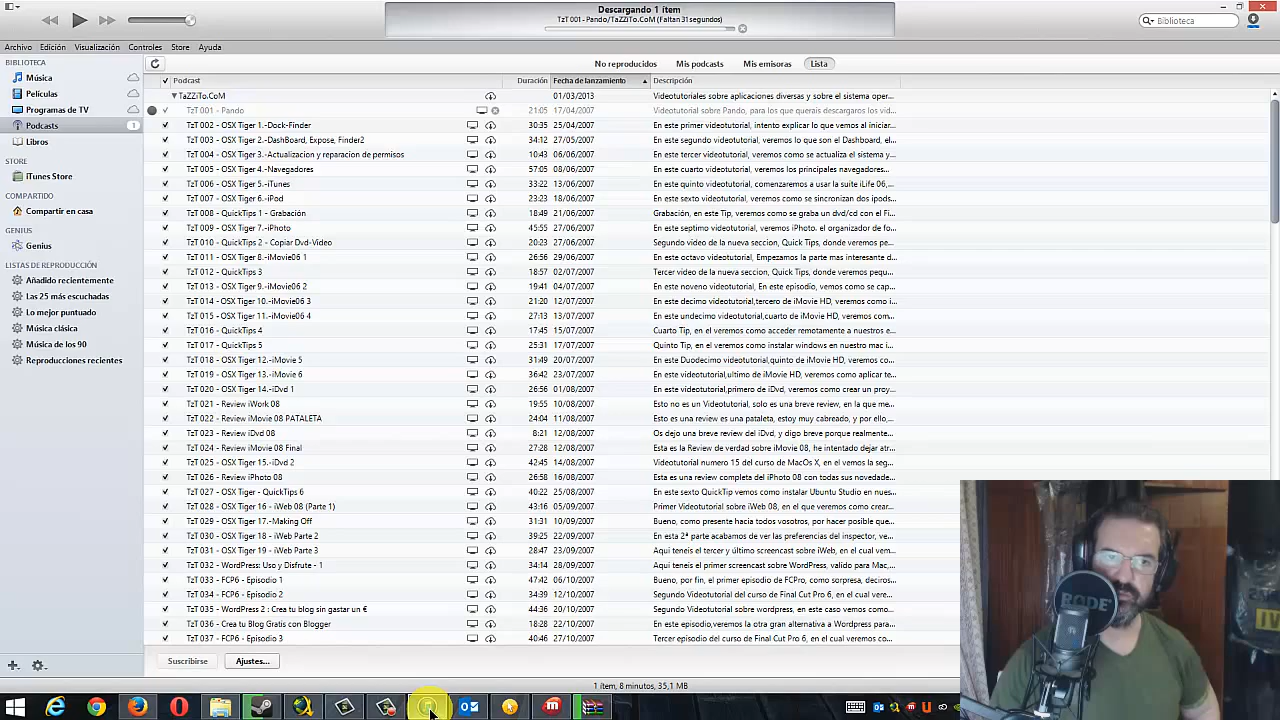 Descargando 1 ítem
TzT 001 - Pando/TaZZiTo.CoM (Faltan 31 segundos)
Biblioteca
Archivo Edición Visualización Controles Store Ayuda
BIBLIOTECA
Música
Películas
Programas de TV
Podcasts 1
Libros
STORE
iTunes Store
COMPARTIDO
Compartir en casa
GENIUS
Genius
LISTAS DE REPRODUCCIÓN
Añadido recientemente
Las 25 más escuchadas
Lo mejor puntuado
Música clásica
Música de los 90
Reproducciones recientes
No reproducidos Mis podcasts Mis emisoras Lista
Podcast Duración Fecha de lanzamiento Descripción
TaZZiTo.CoM 01/03/2013 Videotutoriales sobre aplicaciones diversas y sobre el sistema oper...
TzT 001 - Pando 21:05 17/04/2007 Videotutorial sobre Pando, para los que querais descargaros los vid...
TzT 002 - OSX Tiger 1.-Dock-Finder 30:35 25/04/2007 En este primer videotutorial, intento explicar lo que vemos al iniciar...
TzT 003 - OSX Tiger 2.-DashBoard, Expose, Finder2 34:12 27/05/2007 En este segundo videotutorial, veremos lo que son el Dashboard, el...
TzT 004 - OSX Tiger 3.-Actualizacion y reparacion de permisos 10:43 06/06/2007 En este tercer videotutorial, veremos como se actualiza el sistema y...
TzT 005 - OSX Tiger 4.-Navegadores 57:05 08/06/2007 En este cuarto videotutorial, veremos los principales navegadores...
TzT 006 - OSX Tiger 5.-iTunes 33:22 13/06/2007 En este quinto videotutorial, comenzaremos a usar la suite iLife 06,...
TzT 007 - OSX Tiger 6.-iPod 23:23 18/06/2007 En este sexto videotutorial veremos como se sincronizan dos ipods...
TzT 008 - QuickTips 1 - Grabación 18:49 21/06/2007 Grabación, en este Tip, veremos como se graba un dvd/cd con el Fi...
TzT 009 - OSX Tiger 7.-iPhoto 45:55 27/06/2007 En este septimo videotutorial, veremos iPhoto, el organizador de fo...
TzT 010 - QuickTips 2 - Copiar Dvd-Video 20:23 27/06/2007 Segundo video de la nueva seccion, Quick Tips, donde veremos pe...
TzT 011 - OSX Tiger 8.-iMovie06 1 26:56 29/06/2007 En este octavo videotutorial, Empezamos la parte mas interesante d...
TzT 012 - QuickTips 3 18:57 02/07/2007 Tercer video de la nueva seccion, Quick Tips, donde veremos pequ...
TzT 013 - OSX Tiger 9.-iMovie06 2 19:41 04/07/2007 En este noveno videotutorial, En este episodio, vemos como se cap...
TzT 014 - OSX Tiger 10.-iMovie06 3 21:20 12/07/2007 En este decimo videotutorial,tercero de iMovie HD, veremos como i...
TzT 015 - OSX Tiger 11.-iMovie06 4 27:13 13/07/2007 En este undecimo videotutorial,cuarto de iMovie HD, veremos como...
TzT 016 - QuickTips 4 17:45 15/07/2007 Cuarto Tip, en el veremos como acceder remotamente a nuestros e...
TzT 017 - QuickTips 5 25:31 17/07/2007 Quinto Tip, en el veremos como instalar windows en nuestro mac i...
TzT 018 - OSX Tiger 12.-iMovie 5 31:49 20/07/2007 En este Duodecimo videotutorial,quinto de iMovie HD, veremos com...
TzT 019 - OSX Tiger 13.-iMovie 6 36:42 23/07/2007 En este videotutorial,ultimo de iMovie HD, veremos como aplicar te...
TzT 020 - OSX Tiger 14.-iDvd 1 26:56 01/08/2007 En este videotutorial,primero de iDvd, veremos como crear un proy...
TzT 021 - Review iWork 08 19:55 10/08/2007 Esto no es un Videotutorial, solo es una breve review, en la que me...
TzT 022 - Review iMovie 08 PATALETA 24:04 11/08/2007 Os este es una review es una pataleta, estoy muy cabreado, y por ello,...
TzT 023 - Review iDvd 08 8:21 12/08/2007 Os dejo una breve review del iDvd, y digo breve porque realmente...
TzT 024 - Review iMovie 08 Final 27:28 12/08/2007 Esta es la Review de verdad sobre iMovie 08, he intentado dejar atr...
TzT 025 - OSX Tiger 15.-iDvd 2 42:45 14/08/2007 Videotutorial numero 15 del curso de MacOs X, en el vemos la seg...
TzT 026 - Review iPhoto 08 26:58 16/08/2007 Esta es una review completa del iPhoto 08 con todas sus novedade...
TzT 027 - OSX Tiger - QuickTips 6 40:22 25/08/2007 En este sexto QuickTip vemos como instalar Ubuntu Studio en nues...
TzT 028 - OSX Tiger 16 - iWeb 08 (Parte 1) 43:16 09/09/2007 Primer Videotutorial sobre iWeb 08, en el que veremos como crear...
TzT 029 - OSX Tiger 17.-Making Off 31:31 10/09/2007 Bueno, como presente hacia todos vosotros, por hacer posible que...
TzT 030 - OSX Tiger 18 - iWeb Parte 2 39:25 22/09/2007 En esta 2ª parte acabamos de ver las preferencias del inspector, ve...
TzT 031 - OSX Tiger 19 - iWeb Parte 3 28:47 23/09/2007 Aqui teneis el tercer y último screencast sobre iWeb, en el cual vem...
TzT 032 - WordPress: Uso y Disfrute - 1 34:14 27/09/2007 Aqui teneis el primer Screencast sobre WordPress, valido para Mac,...
TzT 033 - FCP6 - Episodio 1 47:42 06/10/2007 Bueno, por fin, el primer episodio de FCPro, como sorpresa, deciros...
TzT 034 - FCP6 - Episodio 2 34:39 12/10/2007 Segundo Videotutorial del curso de Final Cut Pro 6, en el cual verem...
TzT 035 - WordPress 2 : Crea tu blog sin gastar un € 44:36 20/10/2007 Segundo Videotutorial sobre wordpress, en este caso vemos como...
TzT 036 - Crea tu Blog Gratis con Blogger 18:28 27/10/2007 En este episodio,veremos la otra gran alternativa a Wordpress para...
TzT 037 - FCP6 - Episodio 3 40:46 27/10/2007 Tercer episodio del curso de Final Cut Pro 6, en el cual veremos co...
Suscribirse Ajustes...
1 ítem, 8 minutos, 35,1 MB
RODE